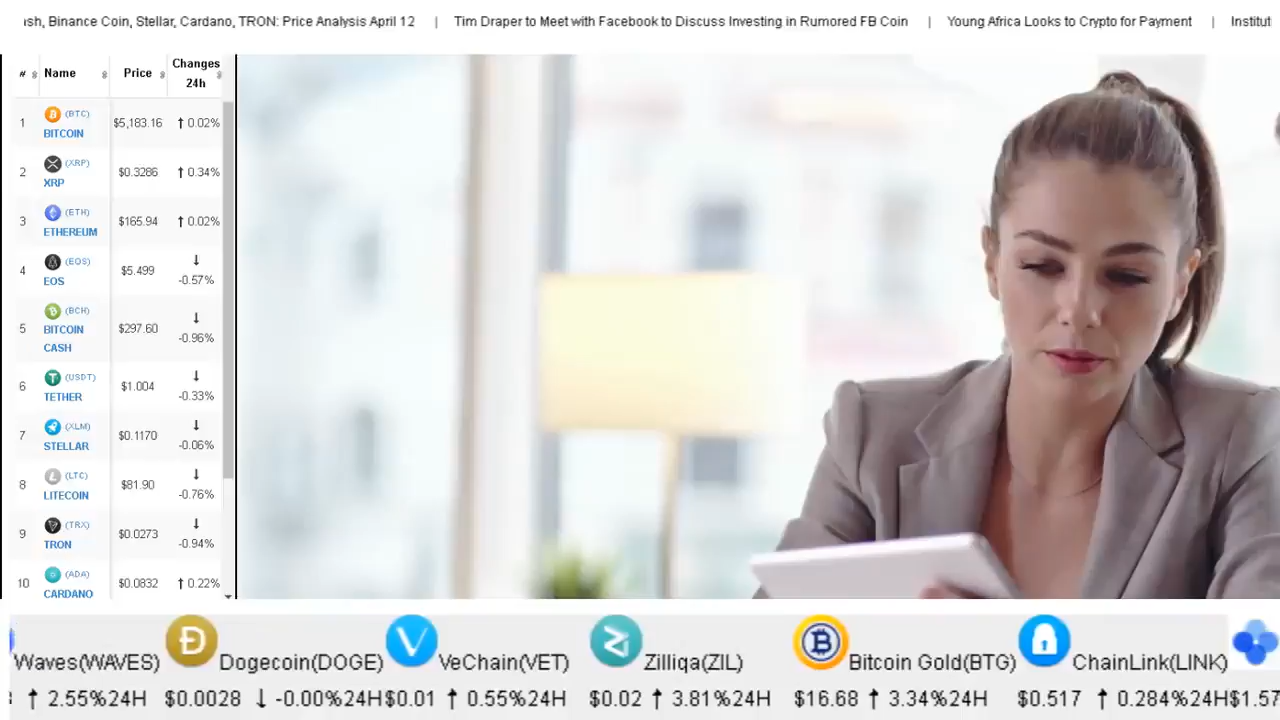 ash, Binance Coin, Stellar, Cardano, TRON: Price Analysis April 12 | Tim Draper to Meet with Facebook to Discuss Investing in Rumored FB Coin | Young Africa Looks to Crypto for Payment | Institut
# Name Price Changes 24h
1 (BTC) BITCOIN $5,183.16 ↑ 0.02%
2 (XRP) XRP $0.3286 ↑ 0.34%
3 (ETH) ETHEREUM $165.94 ↑ 0.02%
4 (EOS) EOS $5.499 ↓ -0.57%
5 (BCH) BITCOIN CASH $297.60 ↓ -0.96%
6 (USDT) TETHER $1.004 ↓ -0.33%
7 (XLM) STELLAR $0.1170 ↓ -0.06%
8 (LTC) LITECOIN $81.90 ↓ -0.76%
9 (TRX) TRON $0.0273 ↓ -0.94%
10 (ADA) CARDANO $0.0832 ↑ 0.22%
Waves(WAVES) Dogecoin(DOGE) VeChain(VET) Zilliqa(ZIL) Bitcoin Gold(BTG) ChainLink(LINK)
↑ 2.55%24H $0.0028 ↓ -0.00%24H $0.01 ↑ 0.55%24H $0.02 ↑ 3.81%24H $16.68 ↑ 3.34%24H $0.517 ↑ 0.284%24H $1.57